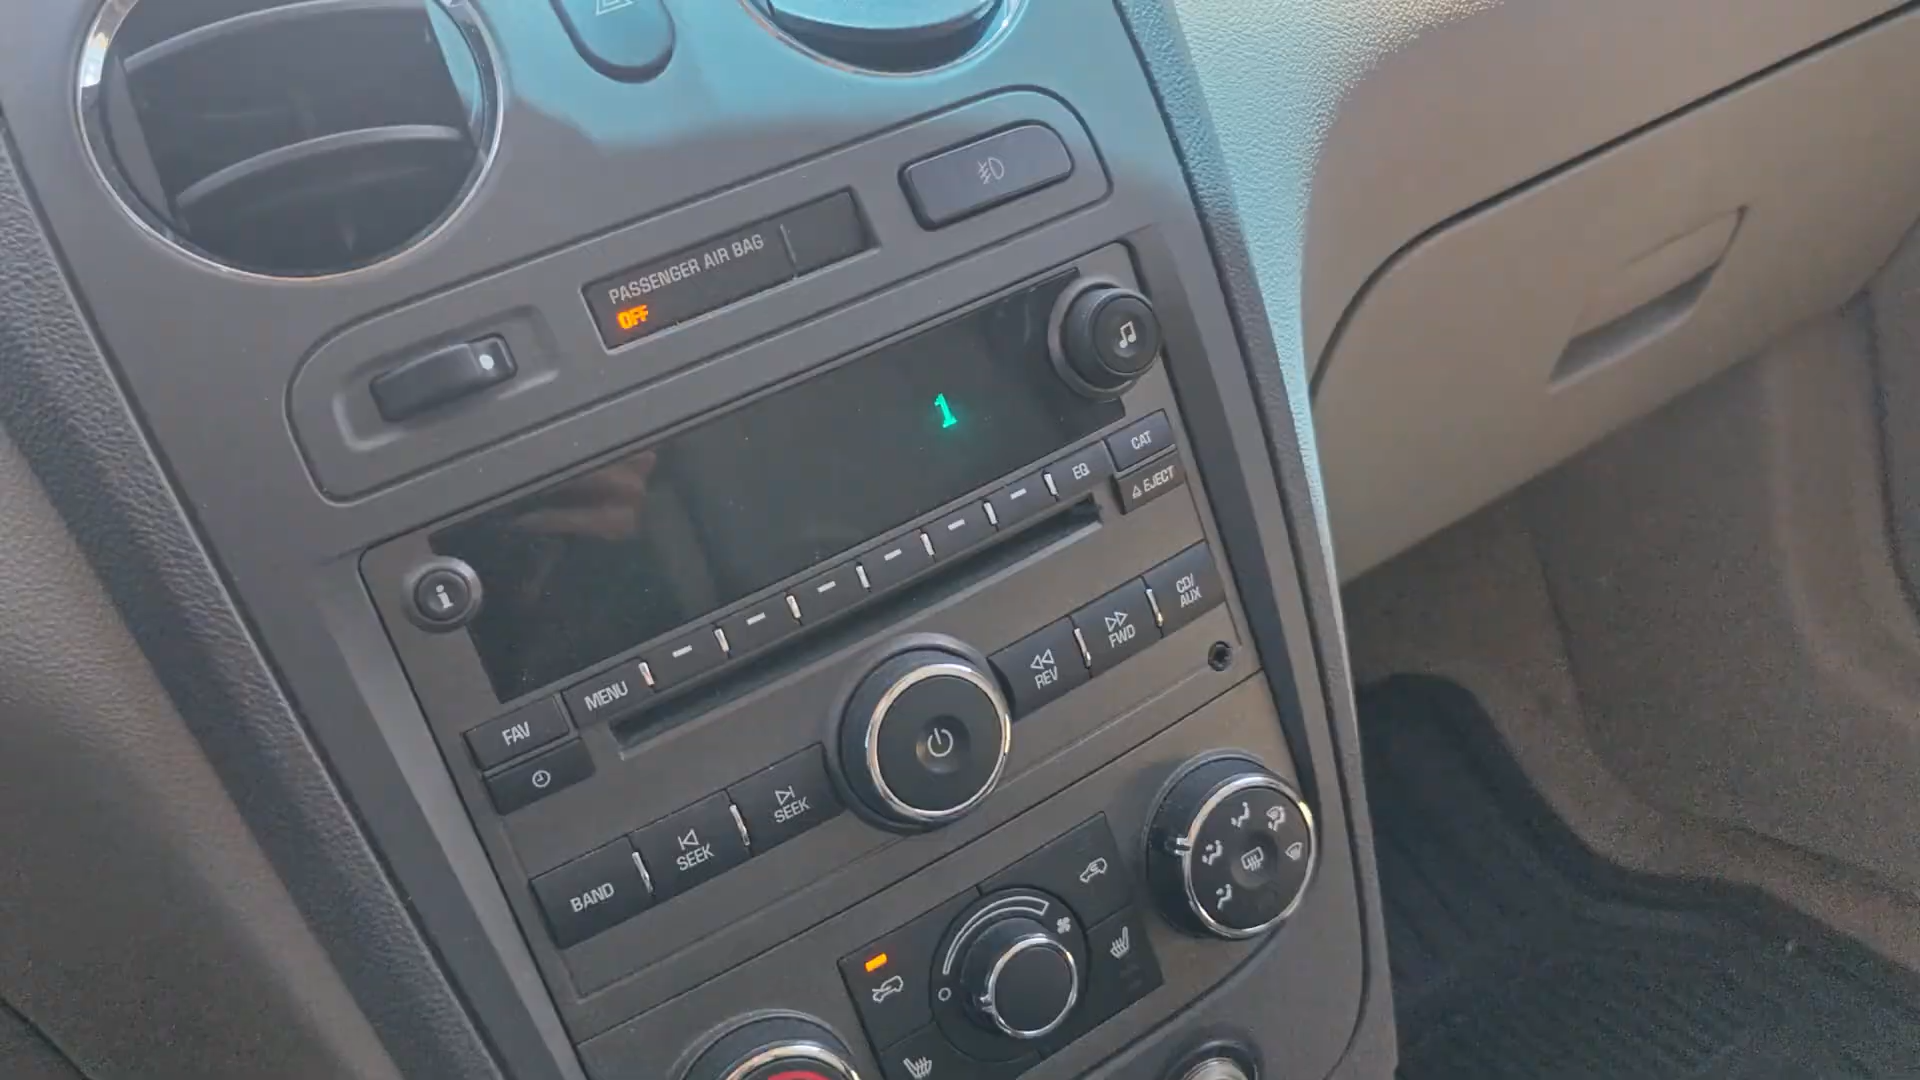 PASSENGER AIR BAG
OFF
1
CAT
EQ
EJECT
i
MENU
FAV
CD/
AUX
FWD
REV
SEEK
SEEK
BAND